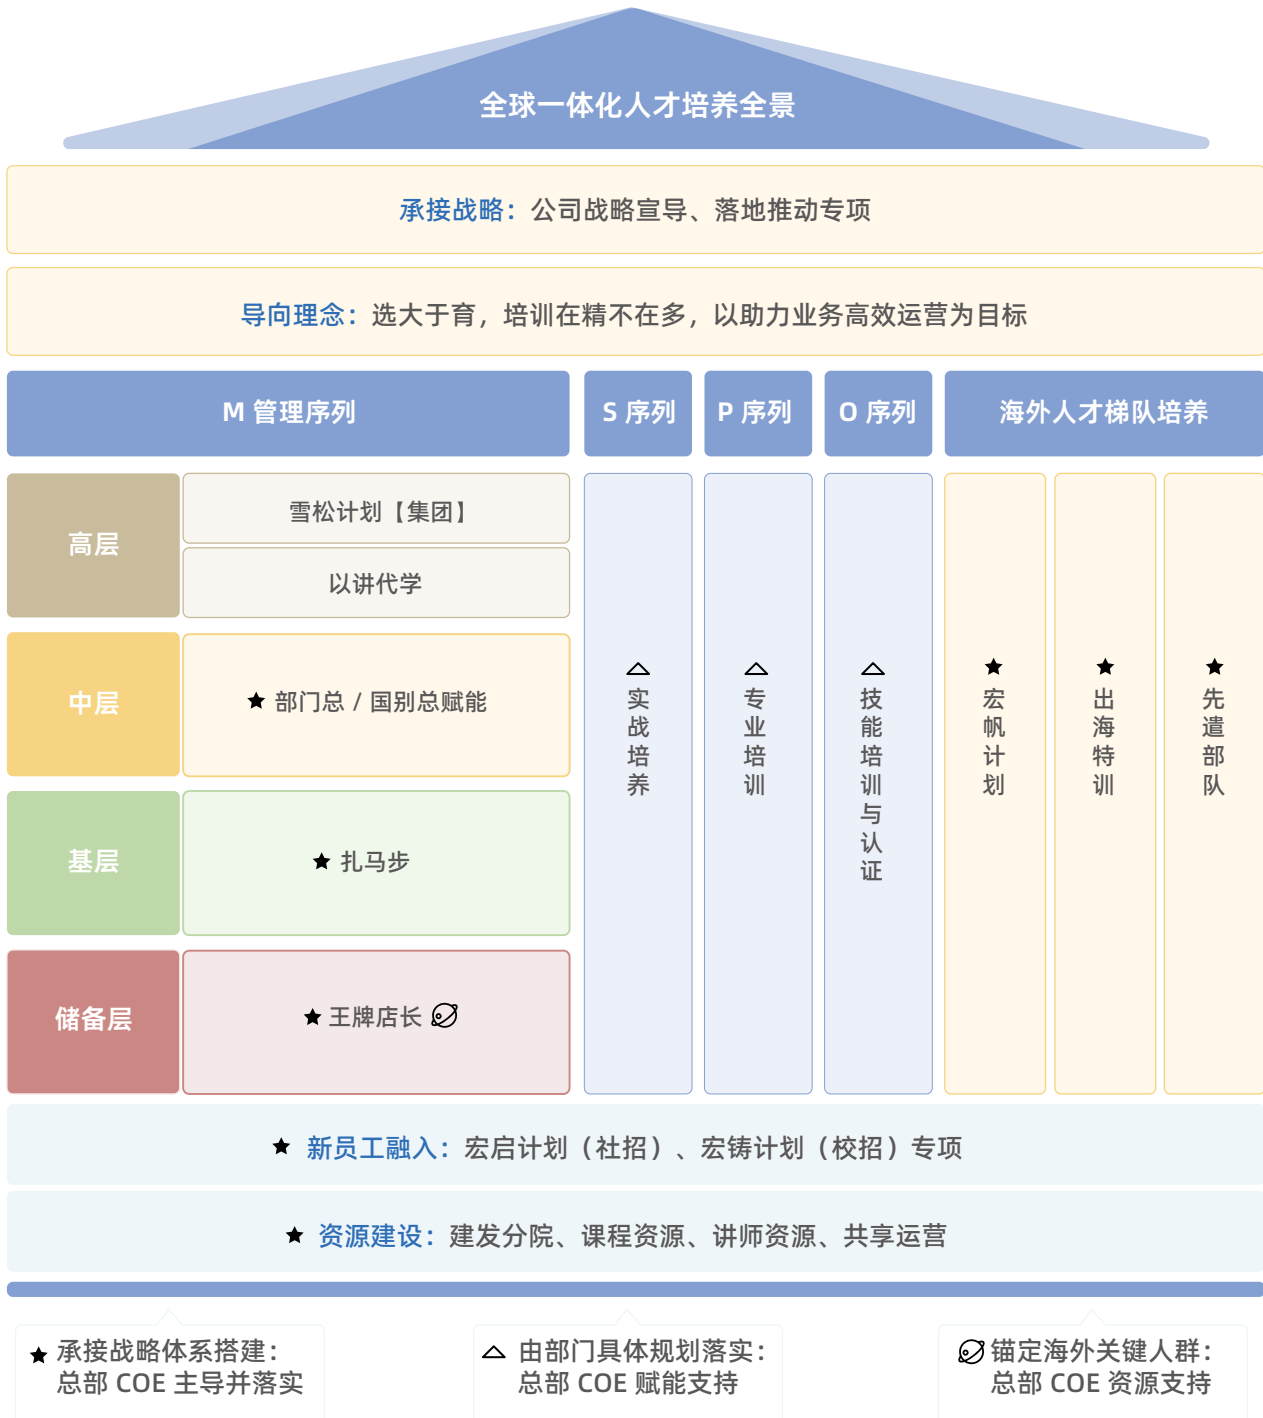 全球一体化人才培养全景
承接战略：公司战略宣导、落地推动专项
导向理念：选大于育，培训在精不在多，以助力业务高效运营为目标
M 管理序列
S 序列
P 序列
O 序列
海外人才梯队培养
高层
雪松计划【集团】
以讲代学
中层
★ 部门总 / 国别总赋能
基层
★ 扎马步
储备层
★ 王牌店长
△ 实战培养
△ 专业培训
△ 技能培训与认证
★ 宏帆计划
★ 出海特训
★ 先遣部队
★ 新员工融入：宏启计划（社招）、宏铸计划（校招）专项
★ 资源建设：建发分院、课程资源、讲师资源、共享运营
★ 承接战略体系搭建：
总部 COE 主导并落实
△ 由部门具体规划落实：
总部 COE 赋能支持
锚定海外关键人群：
总部 COE 资源支持